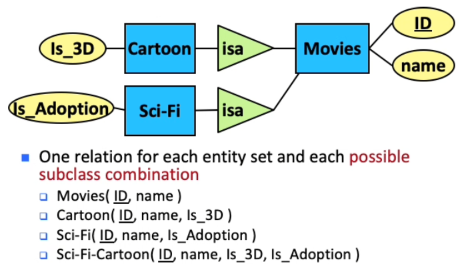 ID
Is_3D
Cartoon
isa
Movies
name
Is_Adoption
Sci-Fi
isa
One relation for each entity set and each possible
subclass combination
Movies( ID, name )
Cartoon( ID, name, Is_3D )
Sci-Fi( ID, name, Is_Adoption )
Sci-Fi-Cartoon( ID, name, Is_3D, Is_Adoption )